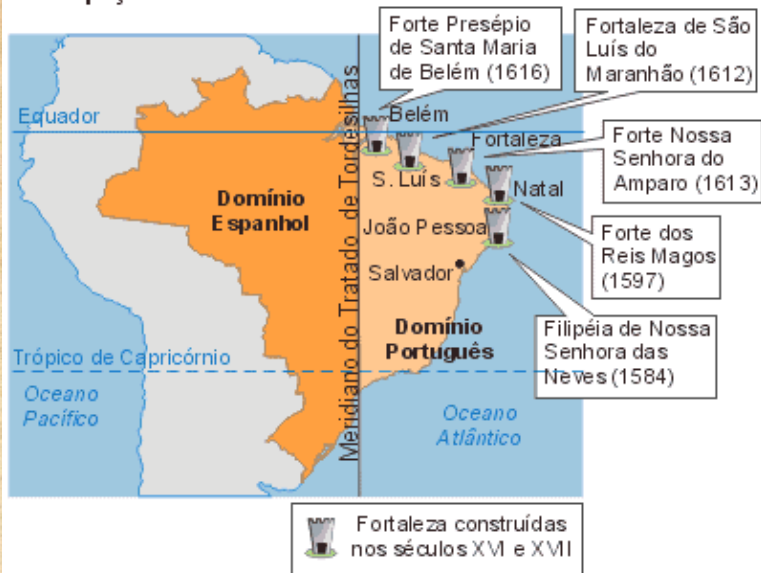 Forte Presépio
de Santa Maria
de Belém (1616)
Fortaleza de São
Luís do
Maranhão (1612)
Forte Nossa
Senhora do
Amparo (1613)
Forte dos
Reis Magos
(1597)
Filipéia de Nossa
Senhora das
Neves (1584)
Equador
Belém
Fortaleza
S. Luís
Natal
João Pessoa
Salvador
Domínio
Espanhol
Meridiano do Tratado de Tordesilhas
Domínio
Português
Trópico de Capricórnio
Oceano
Pacífico
Oceano
Atlântico
Fortaleza construídas
nos séculos XVI e XVII